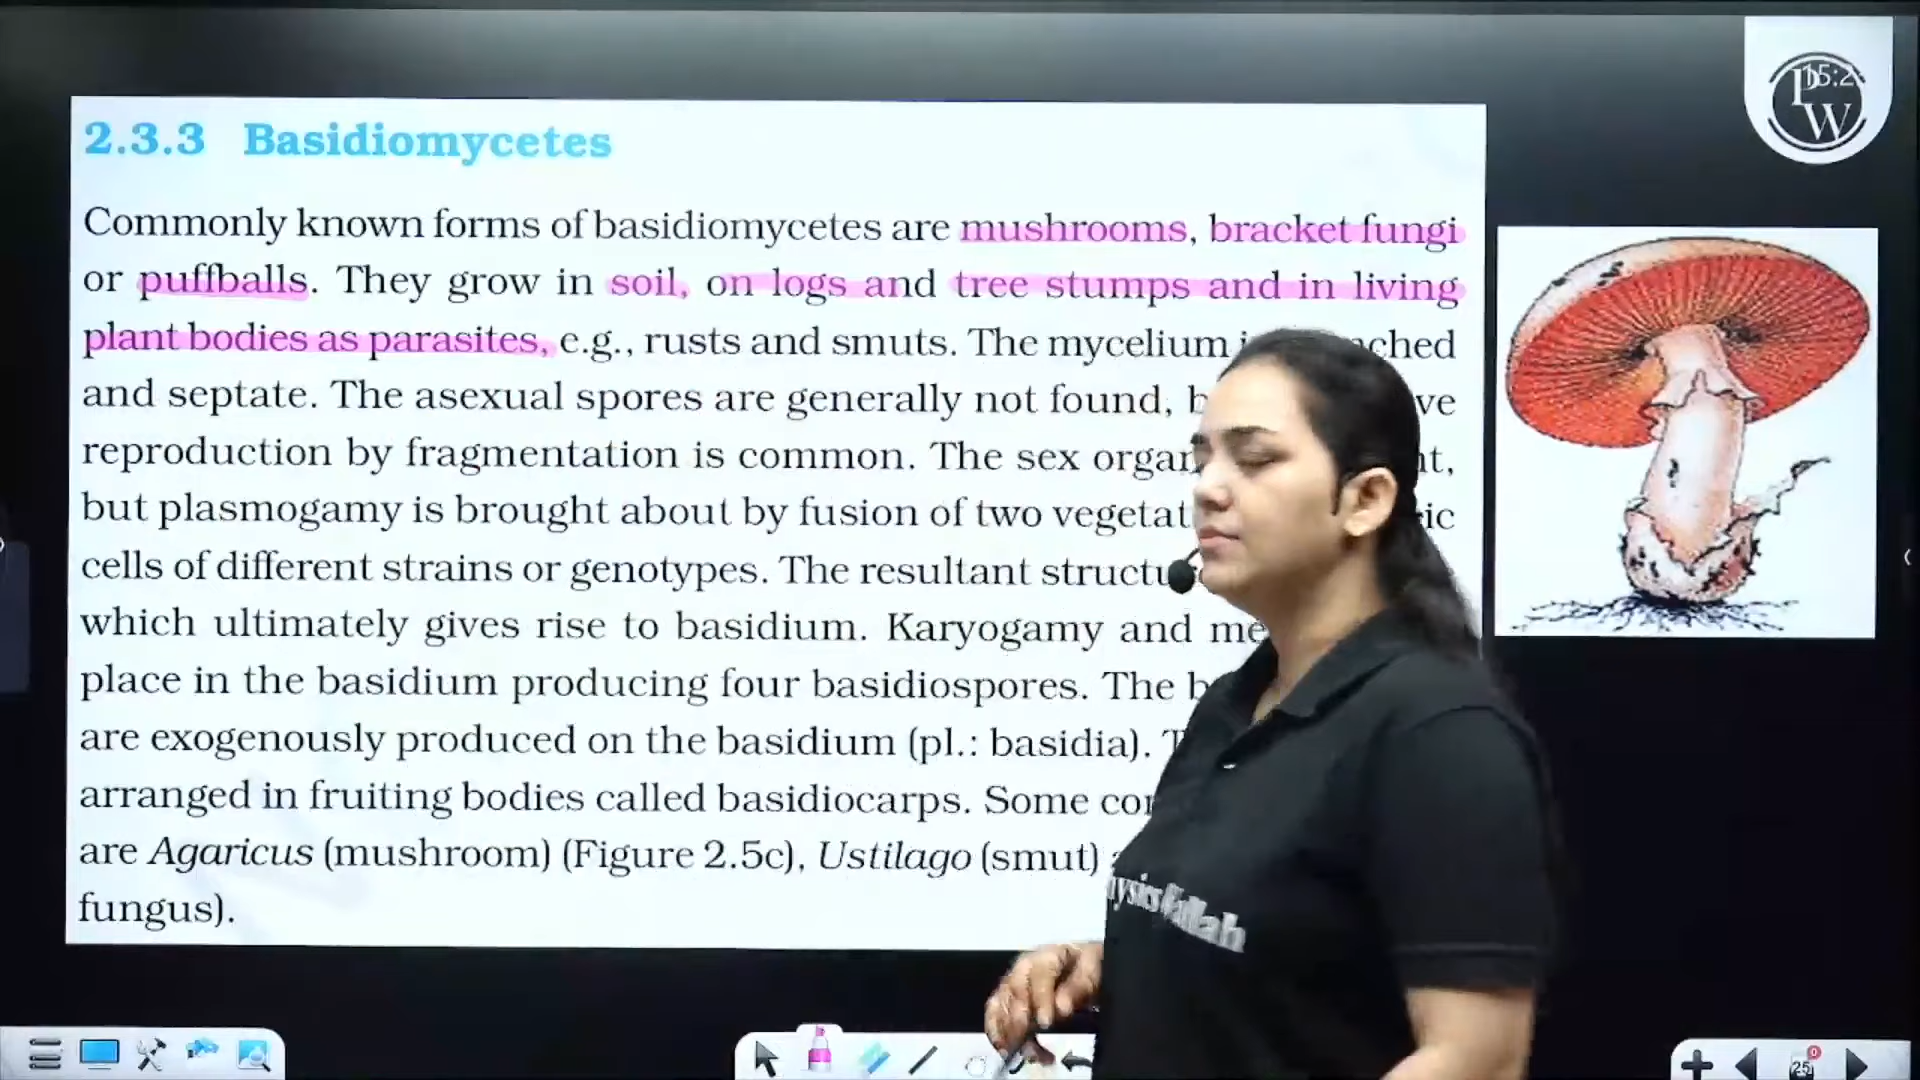 2.3.3 Basidiomycetes
Commonly known forms of basidiomycetes are mushrooms, bracket fungi
or puffballs. They grow in soil, on logs and tree stumps and in living
plant bodies as parasites, e.g., rusts and smuts. The mycelium
and septate. The asexual spores are generally not found,
reproduction by fragmentation is common. The sex
but plasmogamy is brought about by fusion of two
cells of different strains or genotypes. The resultant
which ultimately gives rise to basidium. Karyogamy and
place in the basidium producing four basidiospores. The
are exogenously produced on the basidium (pl.: basidia).
arranged in fruiting bodies called basidiocarps. Some
are Agaricus (mushroom) (Figure 2.5c), Ustilago (smut)
fungus).
PW
25
0